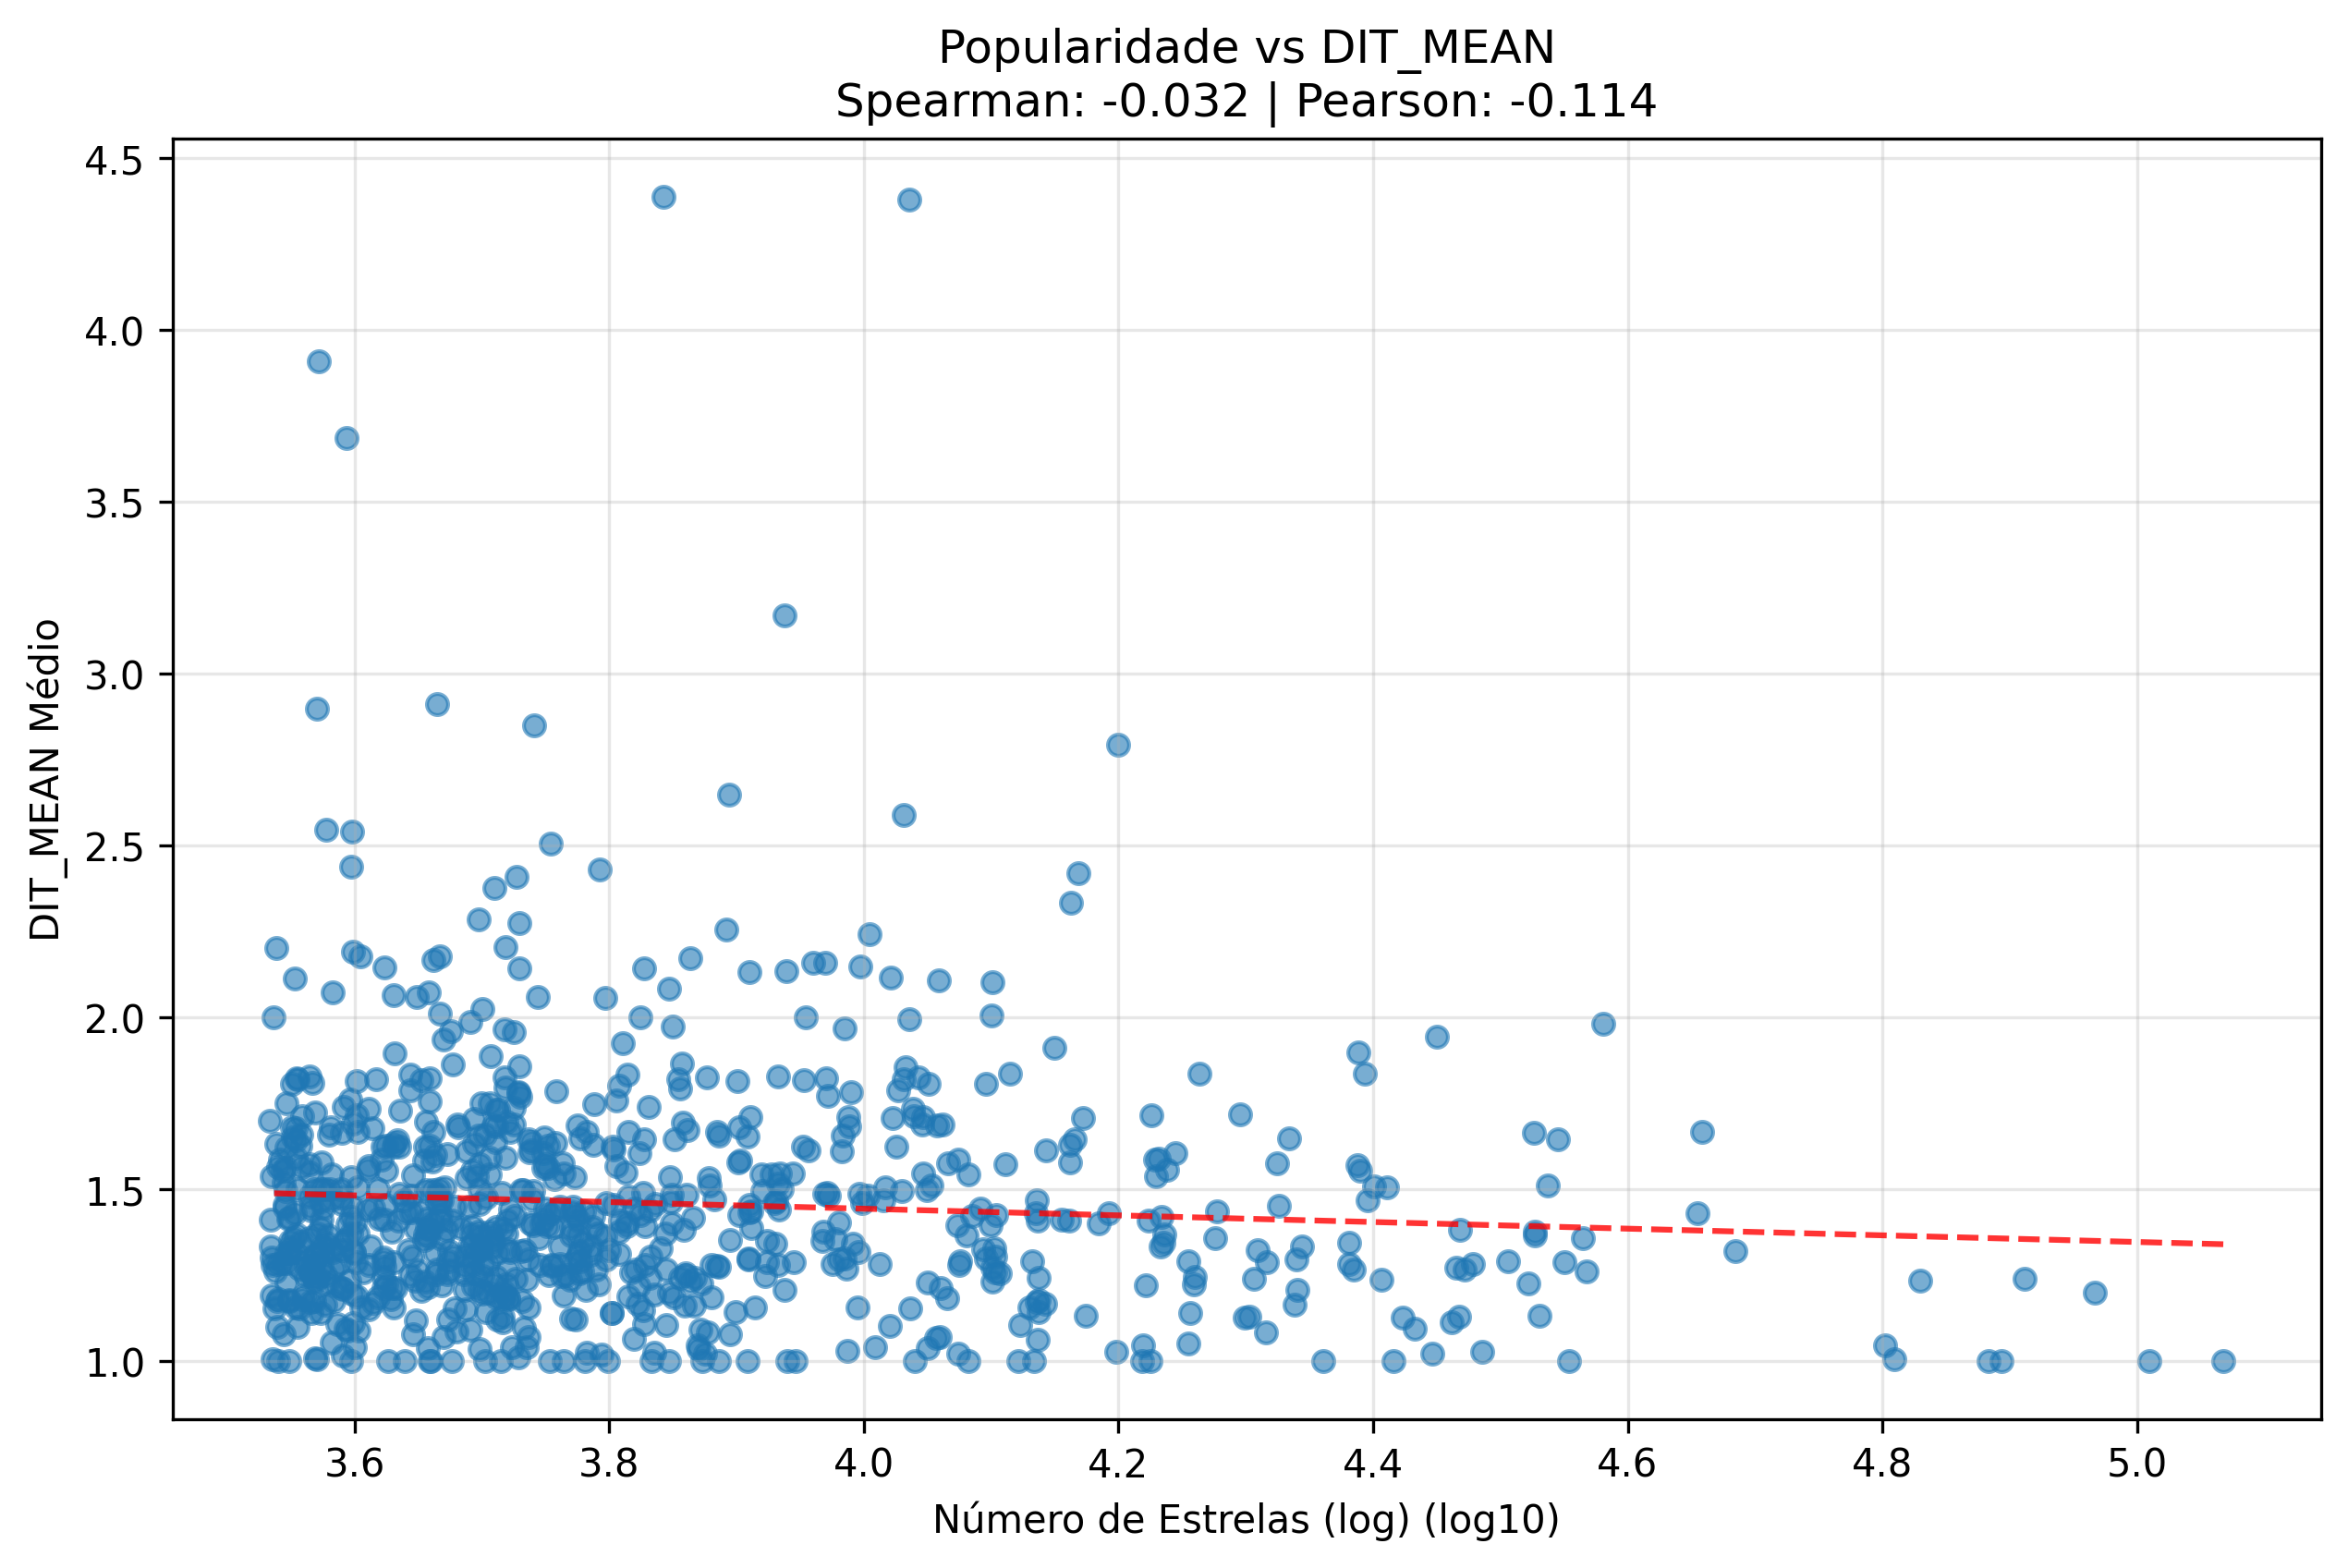 Popularidade vs DIT_MEAN
Spearman: -0.032 | Pearson: -0.114
4.5
4.0
3.5
3.0
2.5
2.0
1.5
1.0
DIT_MEAN Médio
3.6 3.8 4.0 4.2 4.4 4.6 4.8 5.0
Número de Estrelas (log) (log10)